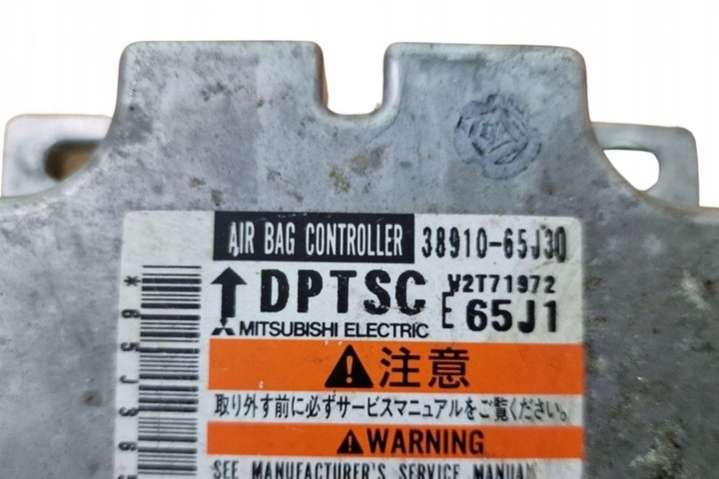 AIR BAG CONTROLLER 38910-65J30
DPTSC V2T71972
E 65J1
MITSUBISHI ELECTRIC
注意
取り外す前に必ずサービスマニュアルをご覧ください。
WARNING
SEE MANUFACTURER'S SERVICE MANUAL
*65J3